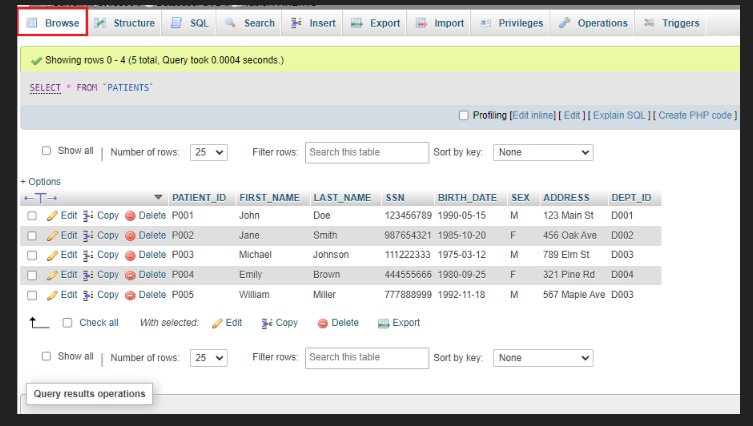 Browse Structure SQL Search Insert Export Import Privileges Operations Triggers
Showing rows 0 - 4 (5 total, Query took 0.0004 seconds.)
SELECT * FROM `PATIENTS`
Profiling [Edit inline] [ Edit ] [ Explain SQL ] [ Create PHP code ]
Show all | Number of rows: 25 Filter rows: Search this table Sort by key: None
+ Options
←T→ PATIENT_ID FIRST_NAME LAST_NAME SSN BIRTH_DATE SEX ADDRESS DEPT_ID
Edit Copy Delete P001 John Doe 123456789 1990-05-15 M 123 Main St D001
Edit Copy Delete P002 Jane Smith 987654321 1985-10-20 F 456 Oak Ave D002
Edit Copy Delete P003 Michael Johnson 111222333 1975-03-12 M 789 Elm St D003
Edit Copy Delete P004 Emily Brown 444555666 1980-09-25 F 321 Pine Rd D004
Edit Copy Delete P005 William Miller 777888999 1992-11-18 M 567 Maple Ave D003
Check all With selected: Edit Copy Delete Export
Show all | Number of rows: 25 Filter rows: Search this table Sort by key: None
Query results operations